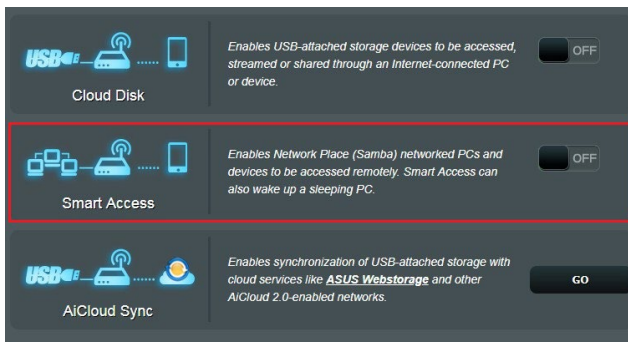 Enables USB-attached storage devices to be accessed,
streamed or shared through an Internet-connected PC
or device.
OFF
USB
Cloud Disk
Enables Network Place (Samba) networked PCs and
devices to be accessed remotely. Smart Access can
also wake up a sleeping PC.
OFF
Smart Access
Enables synchronization of USB-attached storage with
cloud services like ASUS Webstorage and other
AiCloud 2.0-enabled networks.
GO
USB
AiCloud Sync